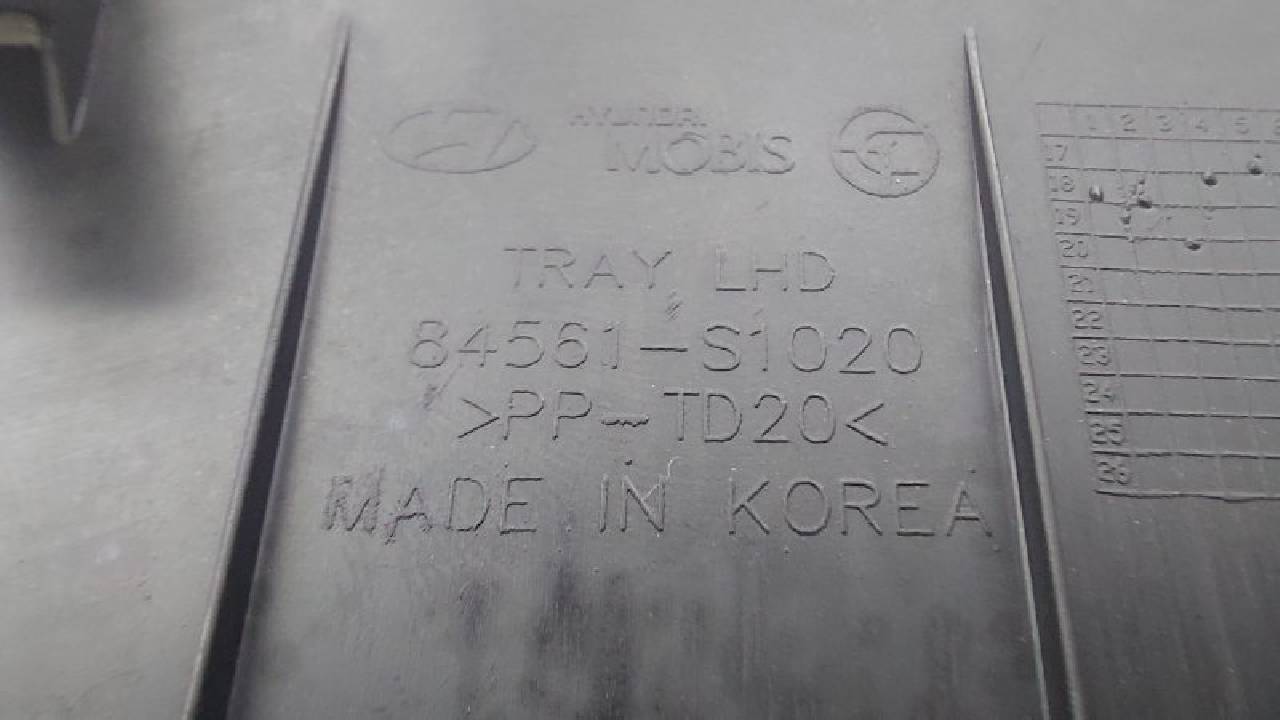 HYUNDAI
MOBIS
TRAY LHD
84561-S1020
>PP-TD20<
MADE IN KOREA
1 2 3 4 5 6
17
18
19
20
21
22
23
24
25
26